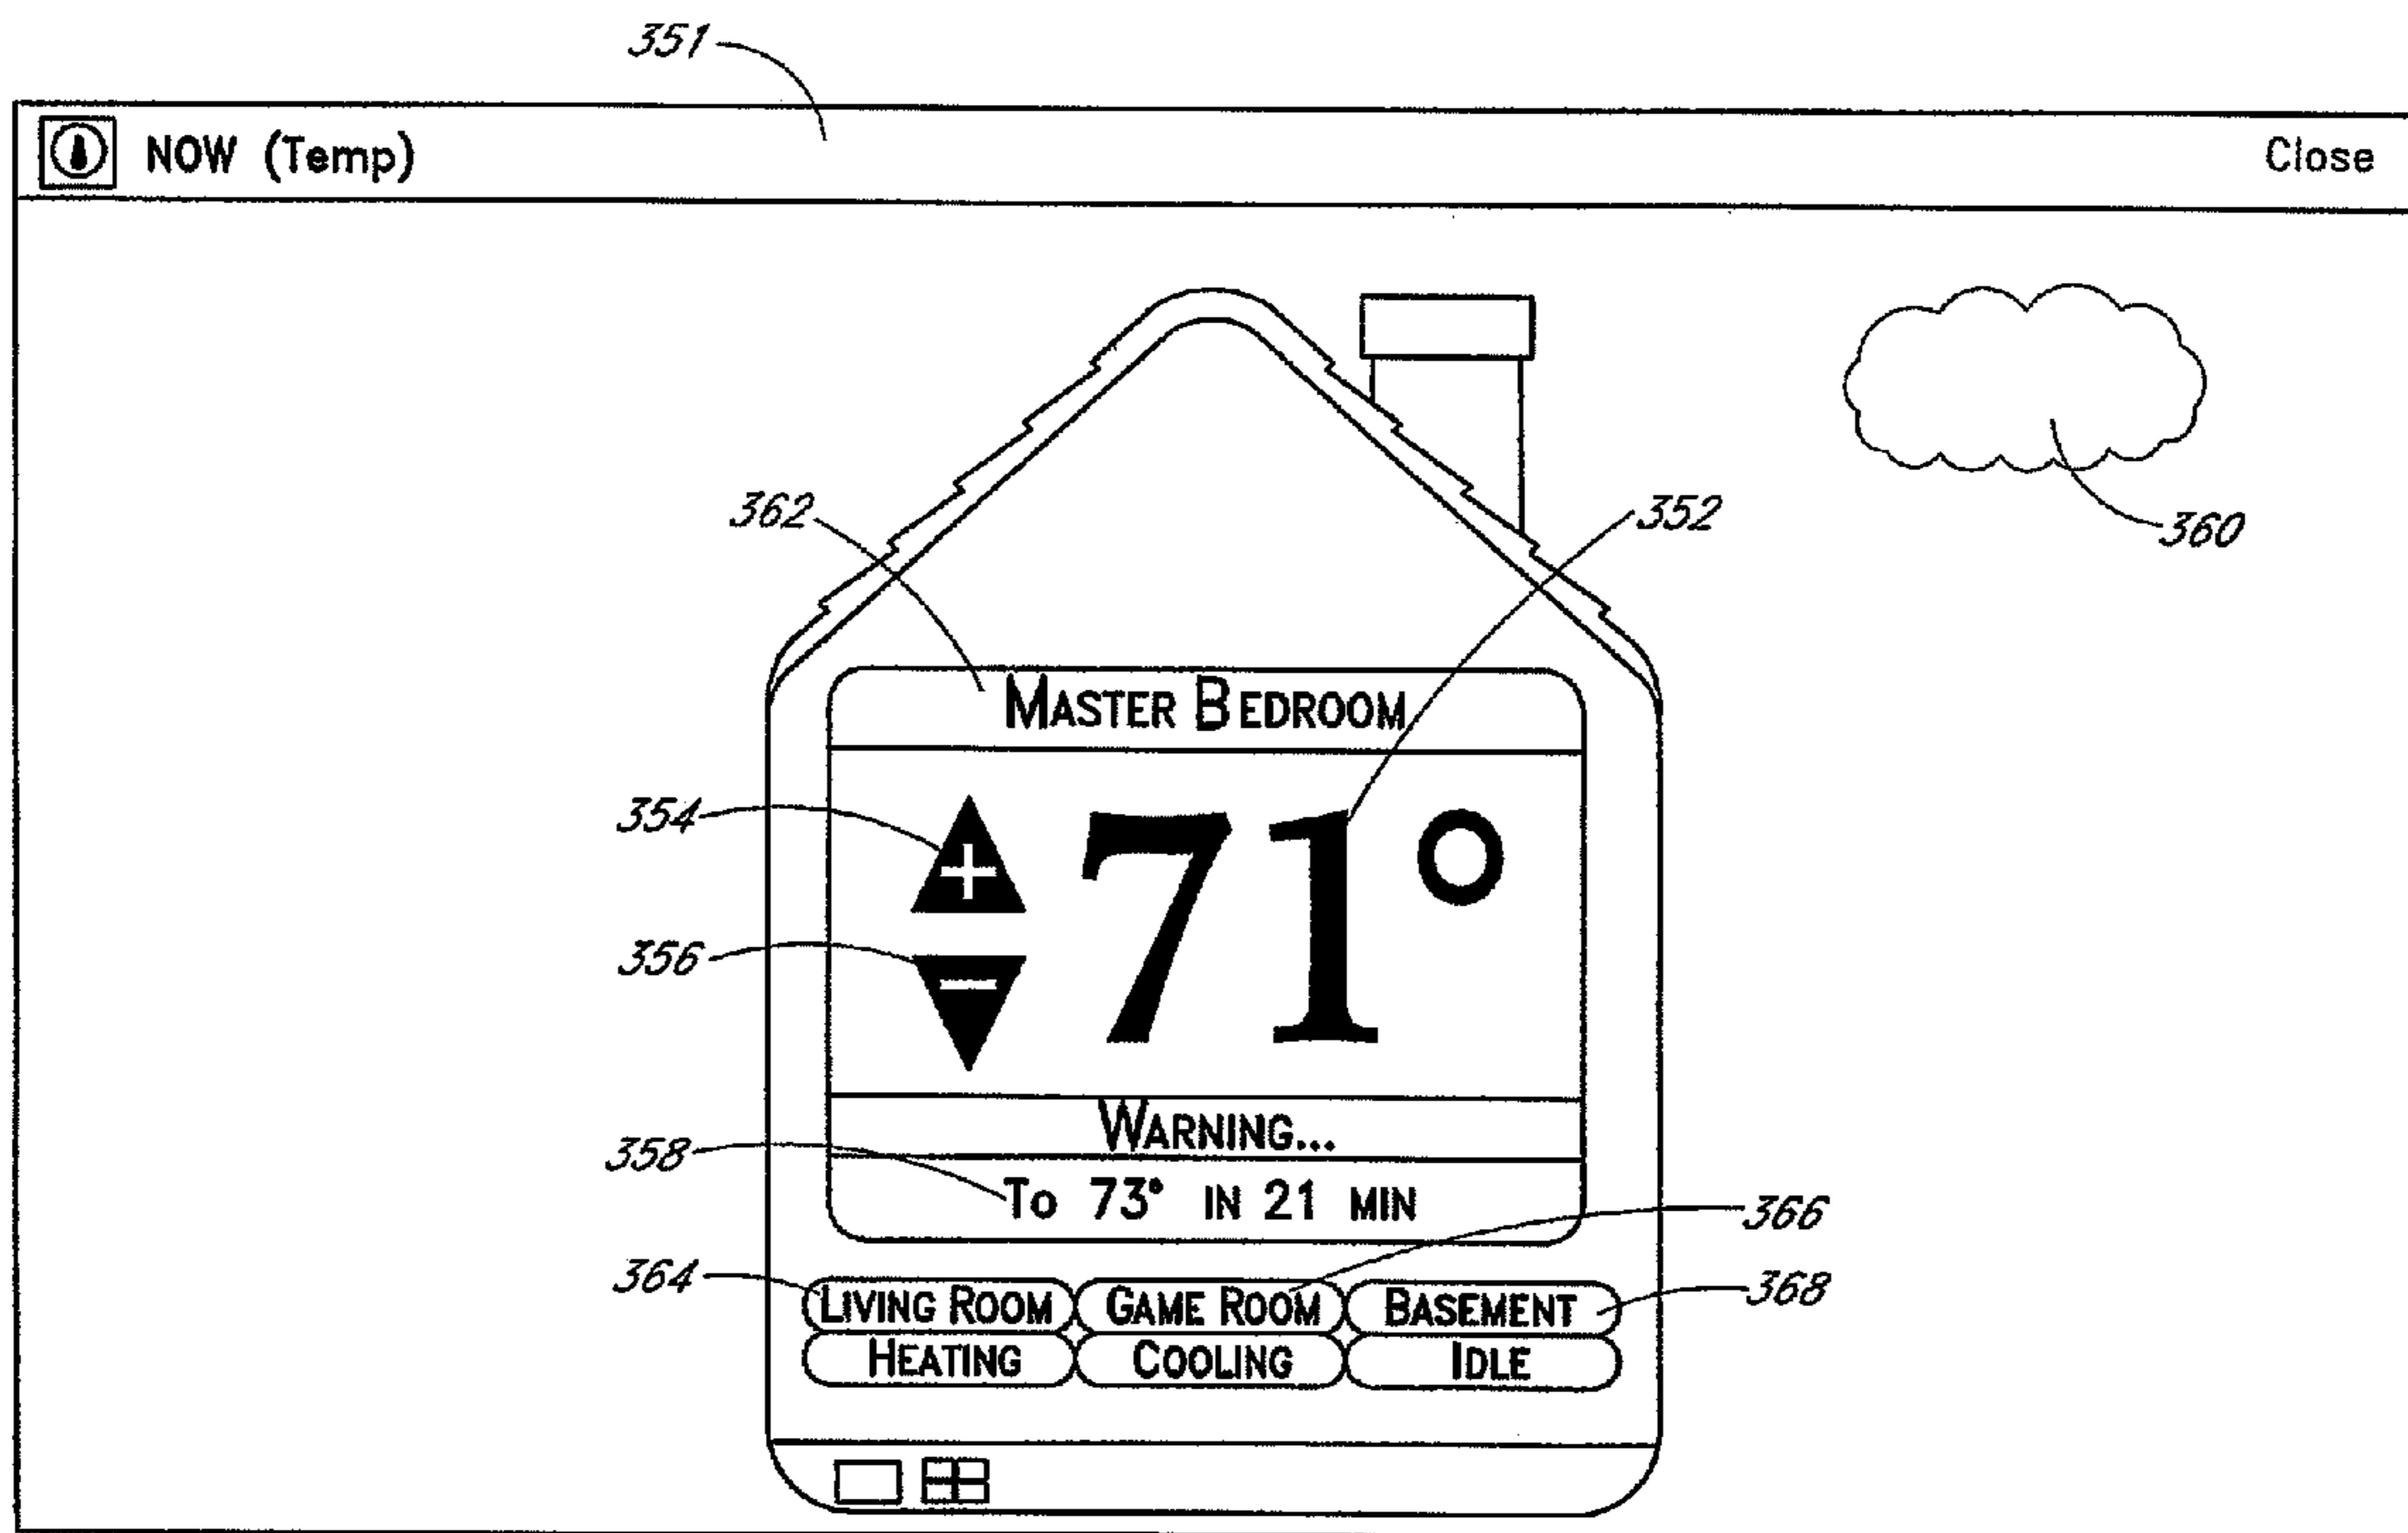 351
NOW (Temp) Close
362
352
360
MASTER BEDROOM
354
+
71°
356
−
WARNING...
358
To 73° IN 21 MIN
366
364
LIVING ROOM GAME ROOM BASEMENT
368
HEATING COOLING IDLE